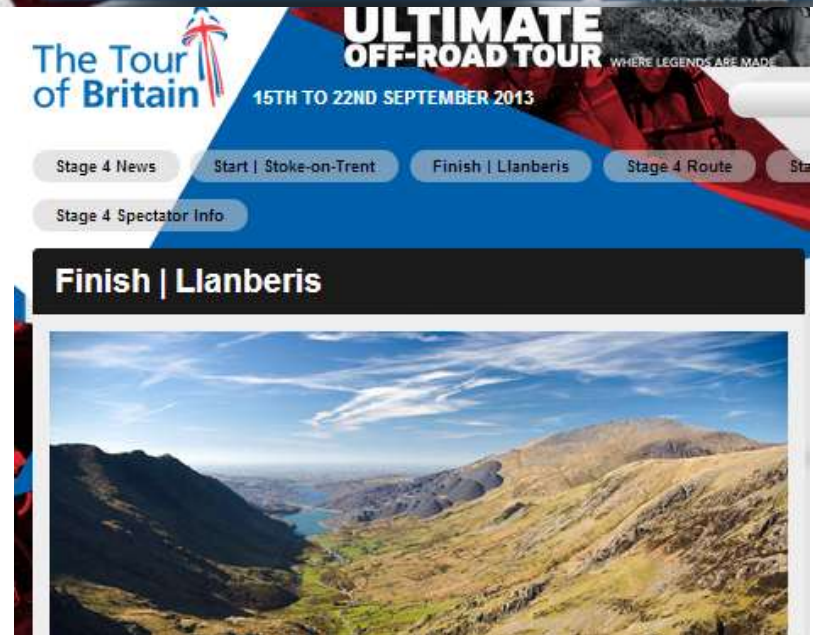 ULTIMATE
OFF-ROAD TOUR WHERE LEGENDS ARE MADE
The Tour
of Britain
15TH TO 22ND SEPTEMBER 2013
Stage 4 News
Start | Stoke-on-Trent
Finish | Llanberis
Stage 4 Route
Sta
Stage 4 Spectator Info
Finish | Llanberis